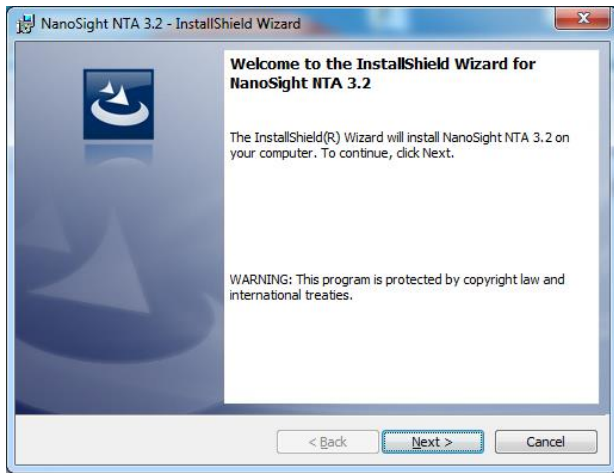 NanoSight NTA 3.2 - InstallShield Wizard
Welcome to the InstallShield Wizard for
NanoSight NTA 3.2
The InstallShield(R) Wizard will install NanoSight NTA 3.2 on
your computer. To continue, click Next.
WARNING: This program is protected by copyright law and
international treaties.
< Back
Next >
Cancel